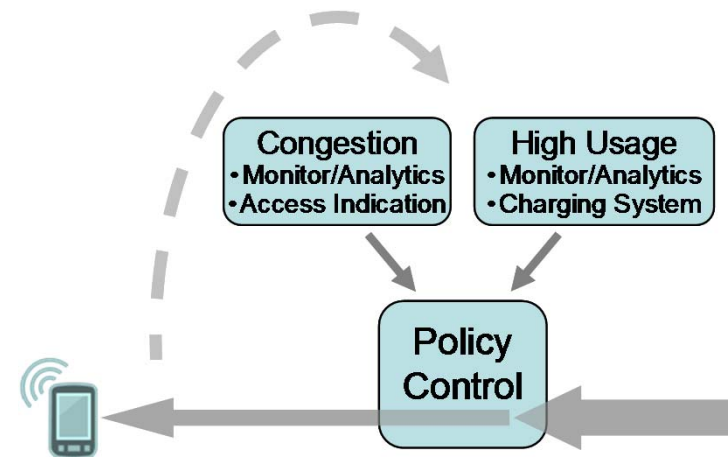 Congestion
•Monitor/Analytics
•Access Indication
High Usage
•Monitor/Analytics
•Charging System
Policy
Control